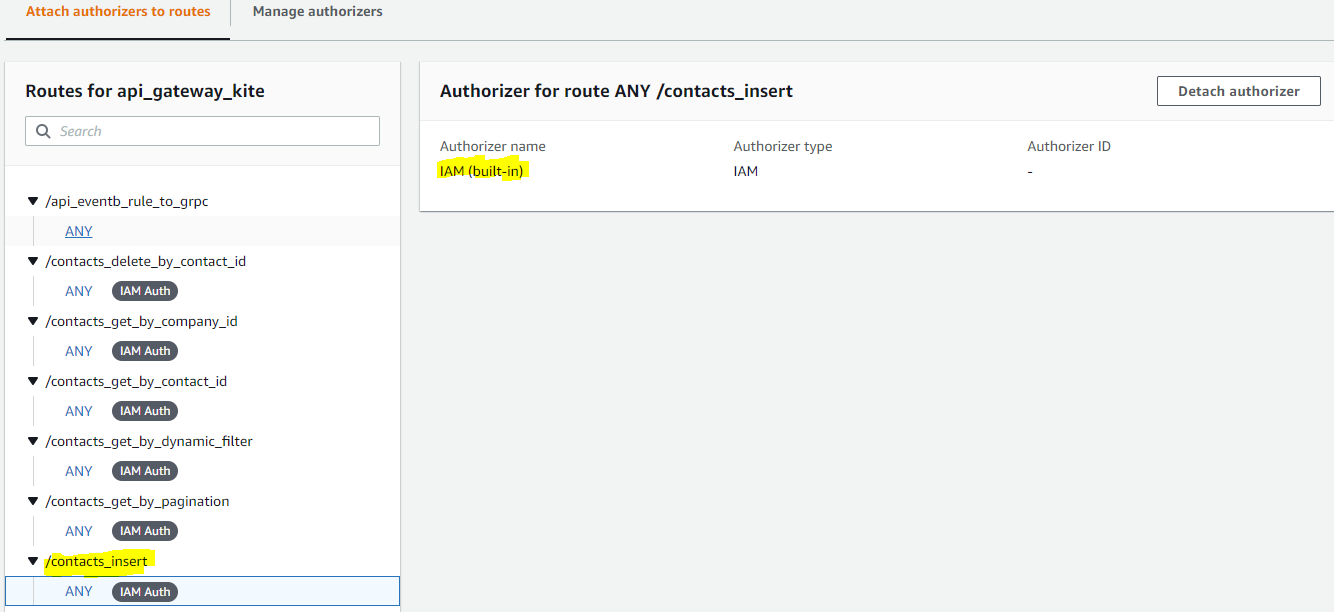 Attach authorizers to routes
Manage authorizers
Routes for api_gateway_kite
Search
/api_eventb_rule_to_grpc
ANY
/contacts_delete_by_contact_id
ANY IAM Auth
/contacts_get_by_company_id
ANY IAM Auth
/contacts_get_by_contact_id
ANY IAM Auth
/contacts_get_by_dynamic_filter
ANY IAM Auth
/contacts_get_by_pagination
ANY IAM Auth
/contacts_insert
ANY IAM Auth
Authorizer for route ANY /contacts_insert
Detach authorizer
Authorizer name Authorizer type Authorizer ID
IAM (built-in) IAM -